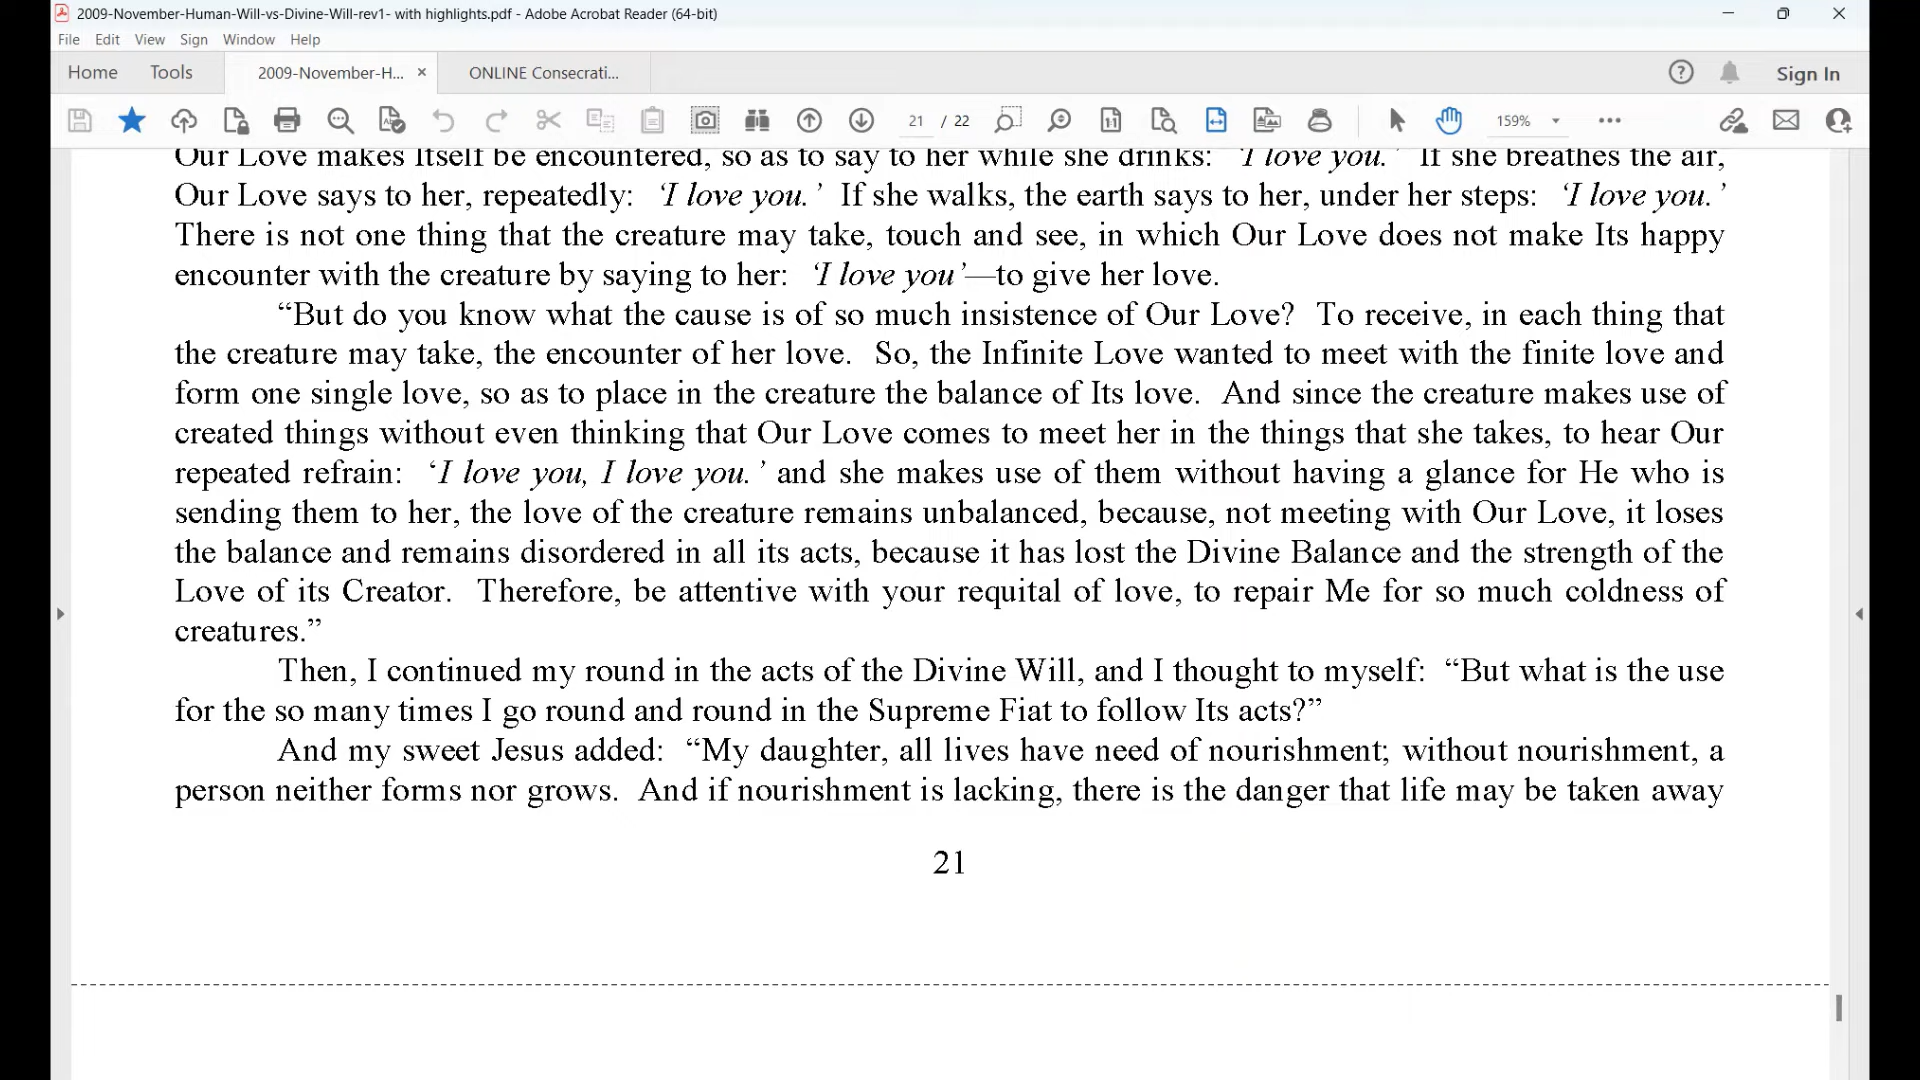 2009-November-Human-Will-vs-Divine-Will-rev1- with highlights.pdf - Adobe Acrobat Reader (64-bit)
File Edit View Sign Window Help
Home Tools 2009-November-H... × ONLINE Consecrati... Sign In
21 / 22 159%
Our Love makes Itself be encountered, so as to say to her while she drinks: ‘I love you.’ If she breathes the air,
Our Love says to her, repeatedly: ‘I love you.’ If she walks, the earth says to her, under her steps: ‘I love you.’
There is not one thing that the creature may take, touch and see, in which Our Love does not make Its happy
encounter with the creature by saying to her: ‘I love you’—to give her love.
“But do you know what the cause is of so much insistence of Our Love? To receive, in each thing that
the creature may take, the encounter of her love. So, the Infinite Love wanted to meet with the finite love and
form one single love, so as to place in the creature the balance of Its love. And since the creature makes use of
created things without even thinking that Our Love comes to meet her in the things that she takes, to hear Our
repeated refrain: ‘I love you, I love you.’ and she makes use of them without having a glance for He who is
sending them to her, the love of the creature remains unbalanced, because, not meeting with Our Love, it loses
the balance and remains disordered in all its acts, because it has lost the Divine Balance and the strength of the
Love of its Creator. Therefore, be attentive with your requital of love, to repair Me for so much coldness of
creatures.”
Then, I continued my round in the acts of the Divine Will, and I thought to myself: “But what is the use
for the so many times I go round and round in the Supreme Fiat to follow Its acts?”
And my sweet Jesus added: “My daughter, all lives have need of nourishment; without nourishment, a
person neither forms nor grows. And if nourishment is lacking, there is the danger that life may be taken away
21